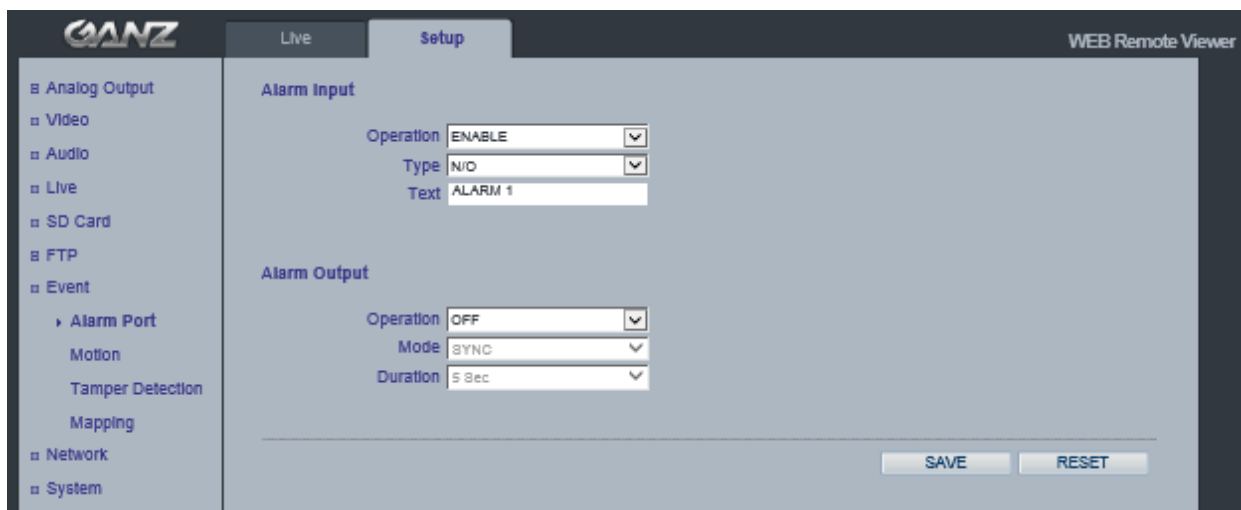 GANZ
Live
Setup
WEB Remote Viewer
Analog Output
Video
Audio
Live
SD Card
FTP
Event
Alarm Port
Motion
Tamper Detection
Mapping
Network
System
Alarm Input
Operation ENABLE
Type N/O
Text ALARM 1
Alarm Output
Operation OFF
Mode SYNC
Duration 5 Sec
SAVE RESET